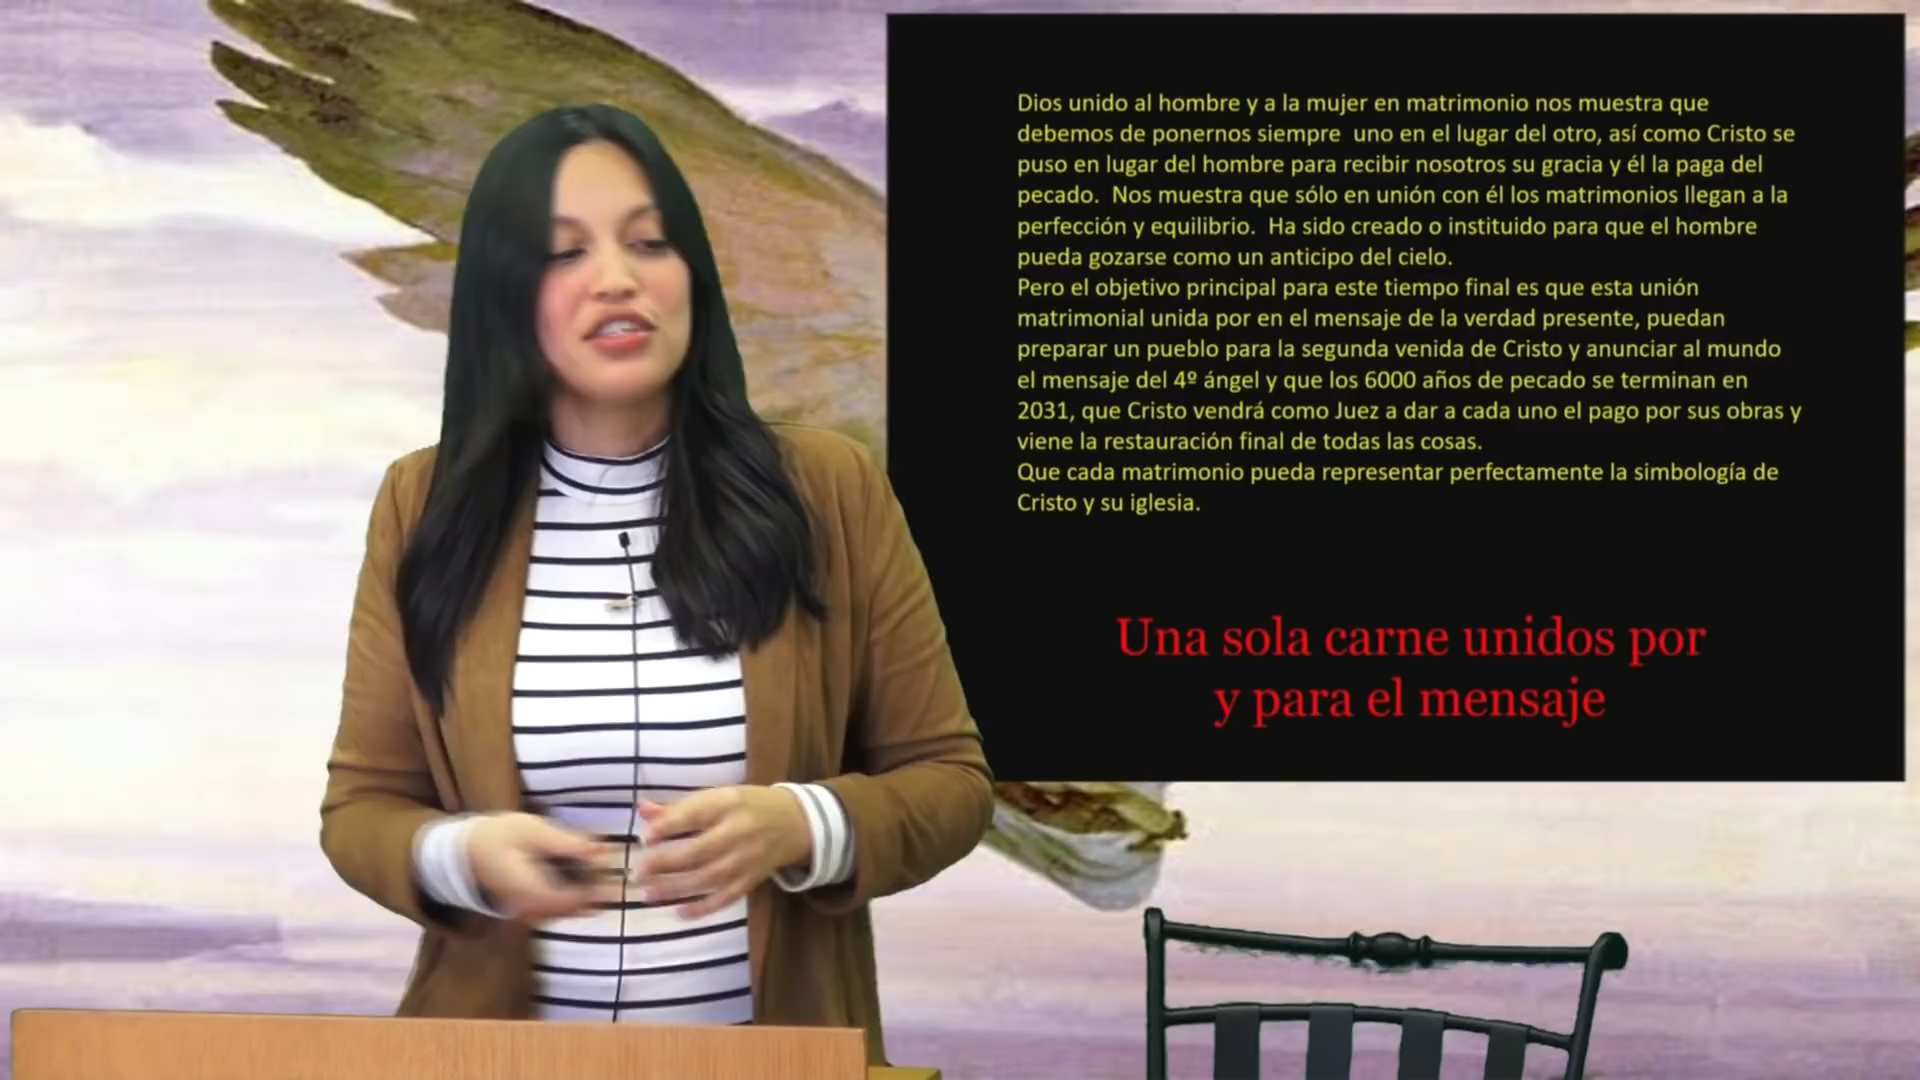 Dios unido al hombre y a la mujer en matrimonio nos muestra que
debemos de ponernos siempre  uno en el lugar del otro, así como Cristo se
puso en lugar del hombre para recibir nosotros su gracia y él la paga del
pecado.  Nos muestra que sólo en unión con él los matrimonios llegan a la
perfección y equilibrio.  Ha sido creado o instituido para que el hombre
pueda gozarse como un anticipo del cielo.
Pero el objetivo principal para este tiempo final es que esta unión
matrimonial unida por en el mensaje de la verdad presente, puedan
preparar un pueblo para la segunda venida de Cristo y anunciar al mundo
el mensaje del 4º ángel y que los 6000 años de pecado se terminan en
2031, que Cristo vendrá como Juez a dar a cada uno el pago por sus obras y
viene la restauración final de todas las cosas.
Que cada matrimonio pueda representar perfectamente la simbología de
Cristo y su iglesia.
Una sola carne unidos por
y para el mensaje